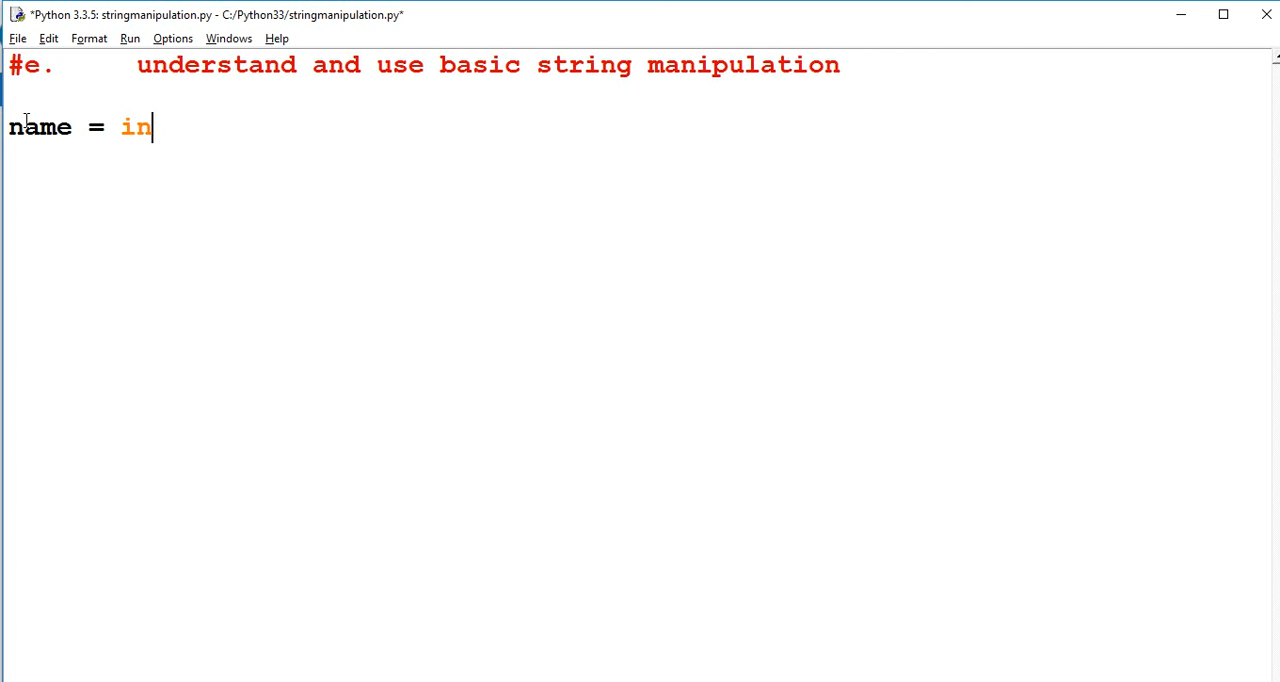 *Python 3.3.5: stringmanipulation.py - C:/Python33/stringmanipulation.py*
File Edit Format Run Options Windows Help
#e. understand and use basic string manipulation
name = in